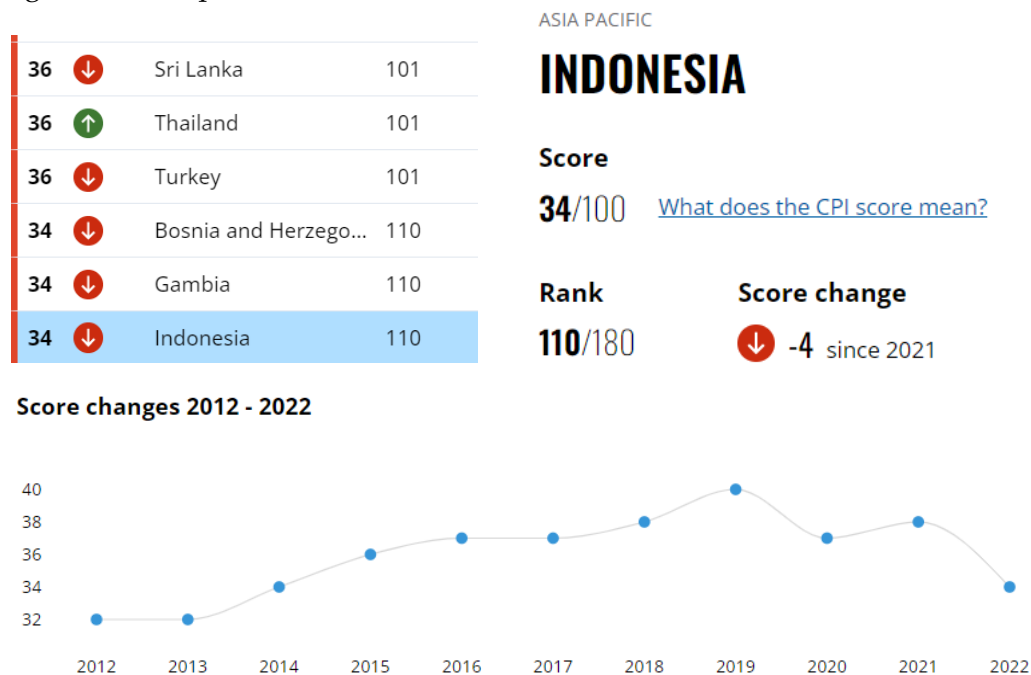 36 Sri Lanka 101
36 Thailand 101
36 Turkey 101
34 Bosnia and Herzego... 110
34 Gambia 110
34 Indonesia 110
ASIA PACIFIC
INDONESIA
Score
34/100 What does the CPI score mean?
Rank Score change
110/180 -4 since 2021
Score changes 2012 - 2022
40
38
36
34
32
2012 2013 2014 2015 2016 2017 2018 2019 2020 2021 2022